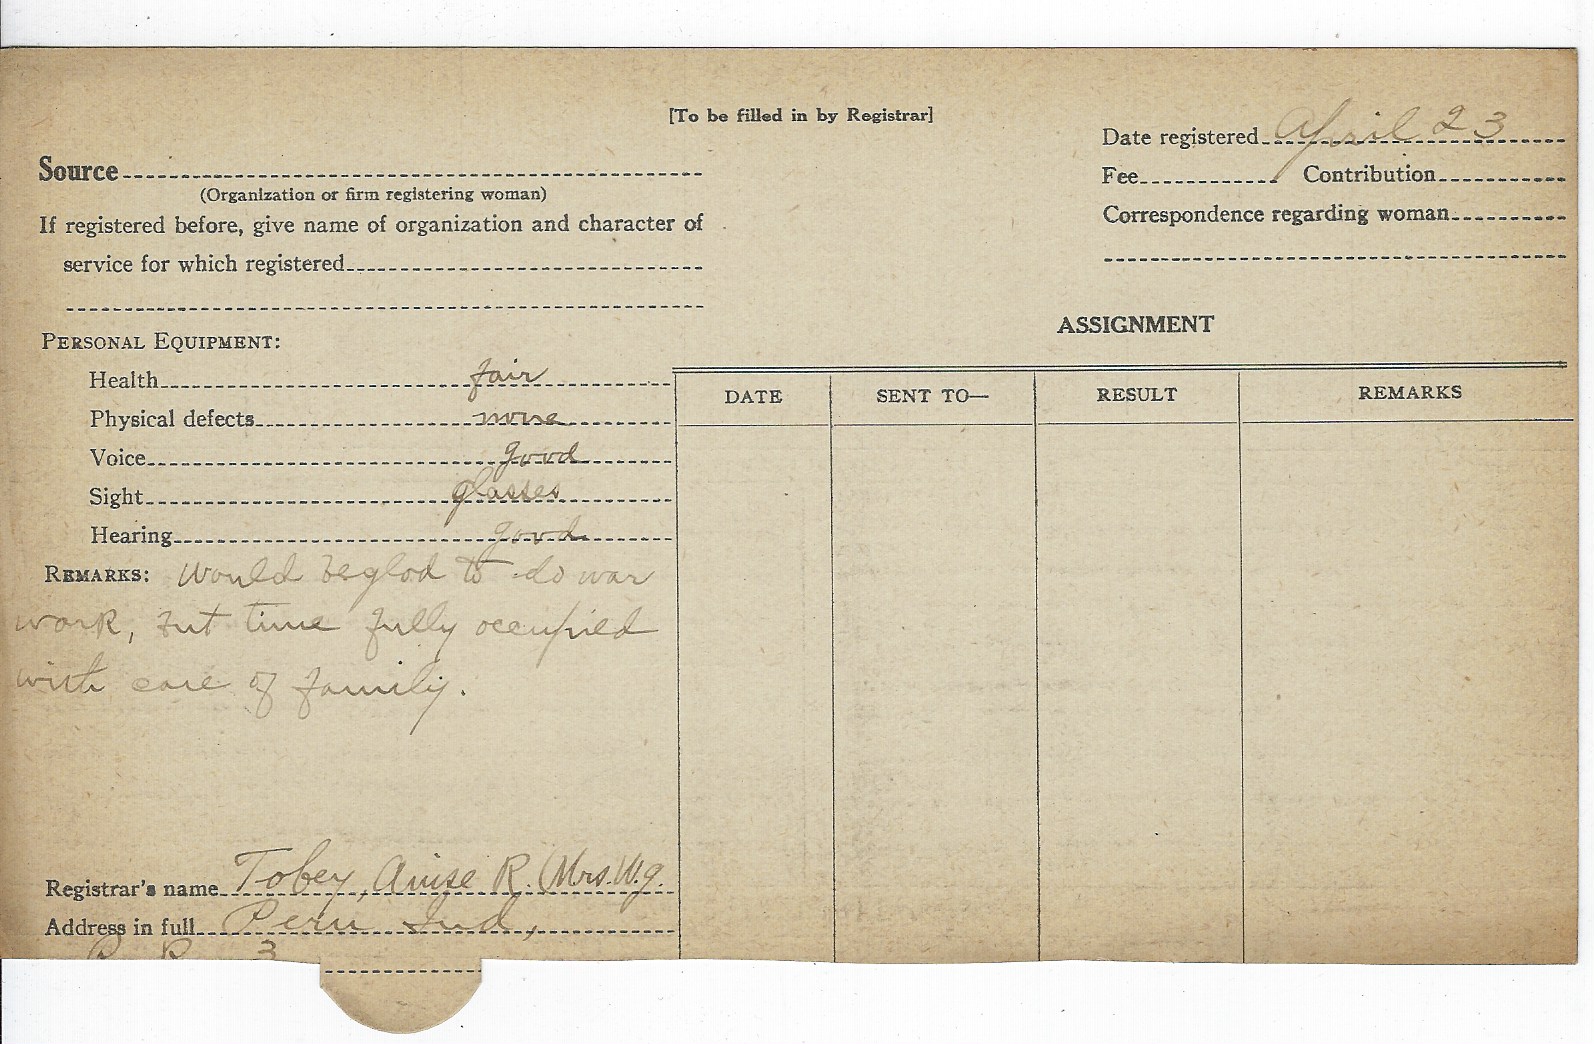 [To be filled in by Registrar]
Date registered April 23
Source
(Organization or firm registering woman)
Fee Contribution
If registered before, give name of organization and character of
service for which registered
Correspondence regarding woman
PERSONAL EQUIPMENT:
ASSIGNMENT
Health fair
Physical defects none
Voice good
Sight glasses
Hearing good
DATE SENT TO— RESULT REMARKS
REMARKS: Would be glad to do war
work, but time fully occupied
with care of family.
Registrar's name Tobey, Anise R. (Mrs. W.G.
Address in full Peru Ind,
R R 3